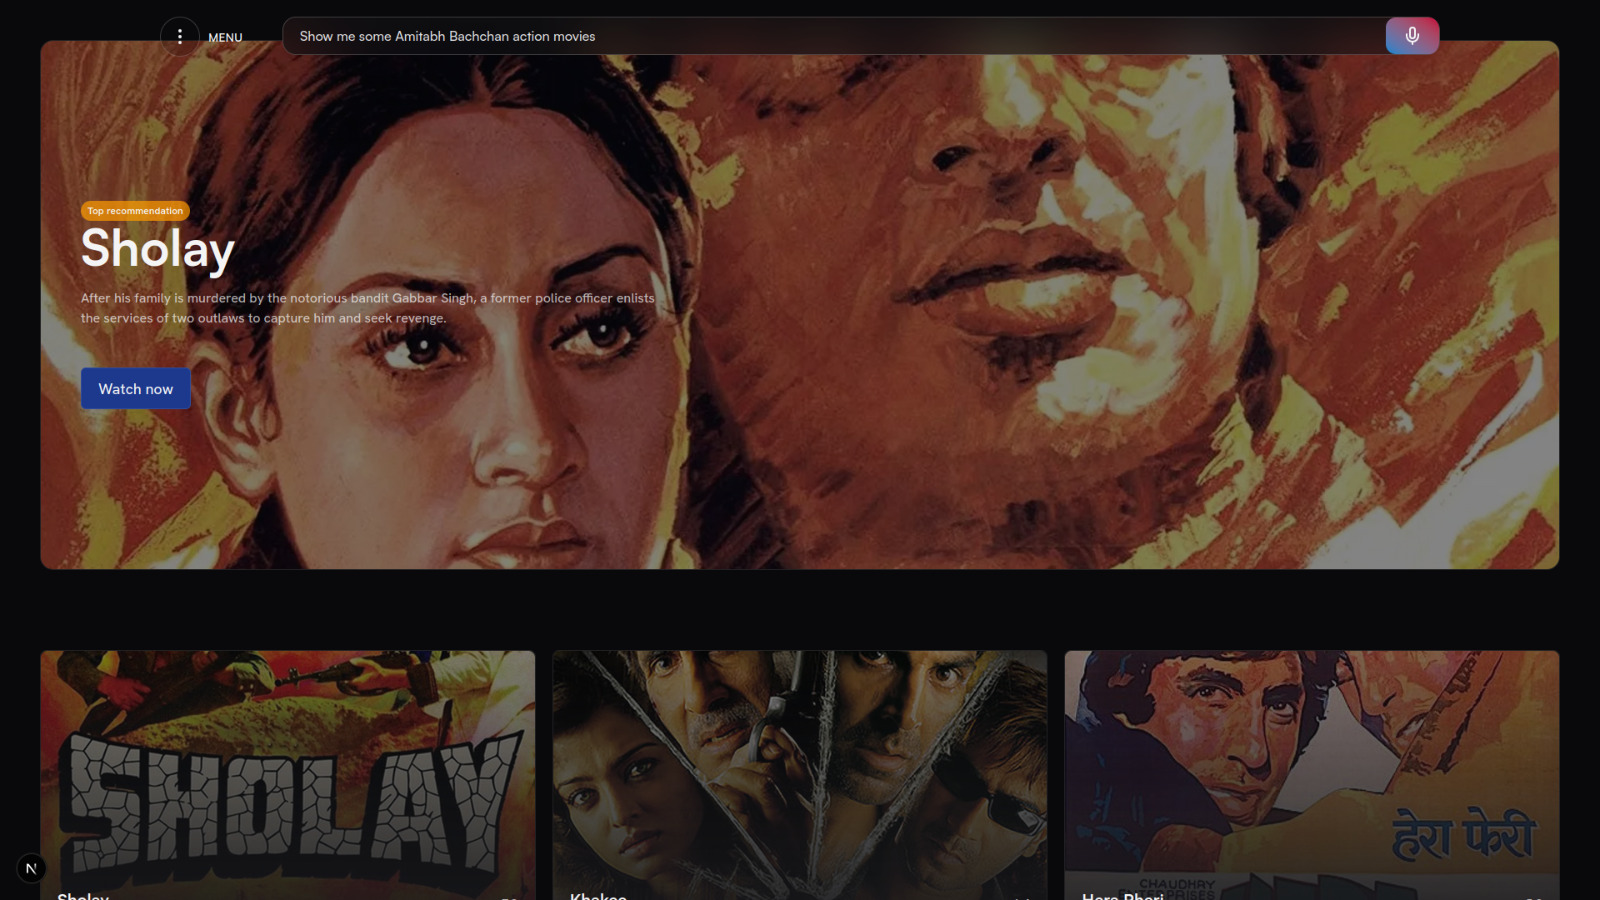 MENU
Show me some Amitabh Bachchan action movies
Top recommendation
Sholay
After his family is murdered by the notorious bandit Gabbar Singh, a former police officer enlists
the services of two outlaws to capture him and seek revenge.
Watch now
SHOLAY
हेरा फेरी
CHAUDHRY
ENTERPRISES
N
Sholay
Khakee
Hera Pheri